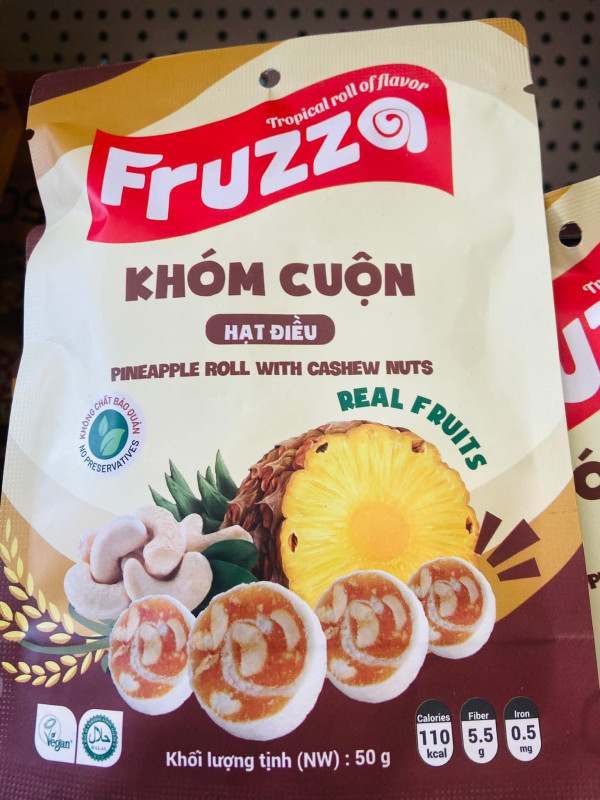 Tropical roll of flavor
Fruzza
KHÓM CUỘN
HẠT ĐIỀU
PINEAPPLE ROLL WITH CASHEW NUTS
REAL FRUITS
KHÔNG CHẤT BẢO QUẢN
NO PRESERVATIVES
Vegan
حلال
HALAL
Khối lượng tịnh (NW) : 50 g
Calories
110
kcal
Fiber
5.5
g
Iron
0.5
mg